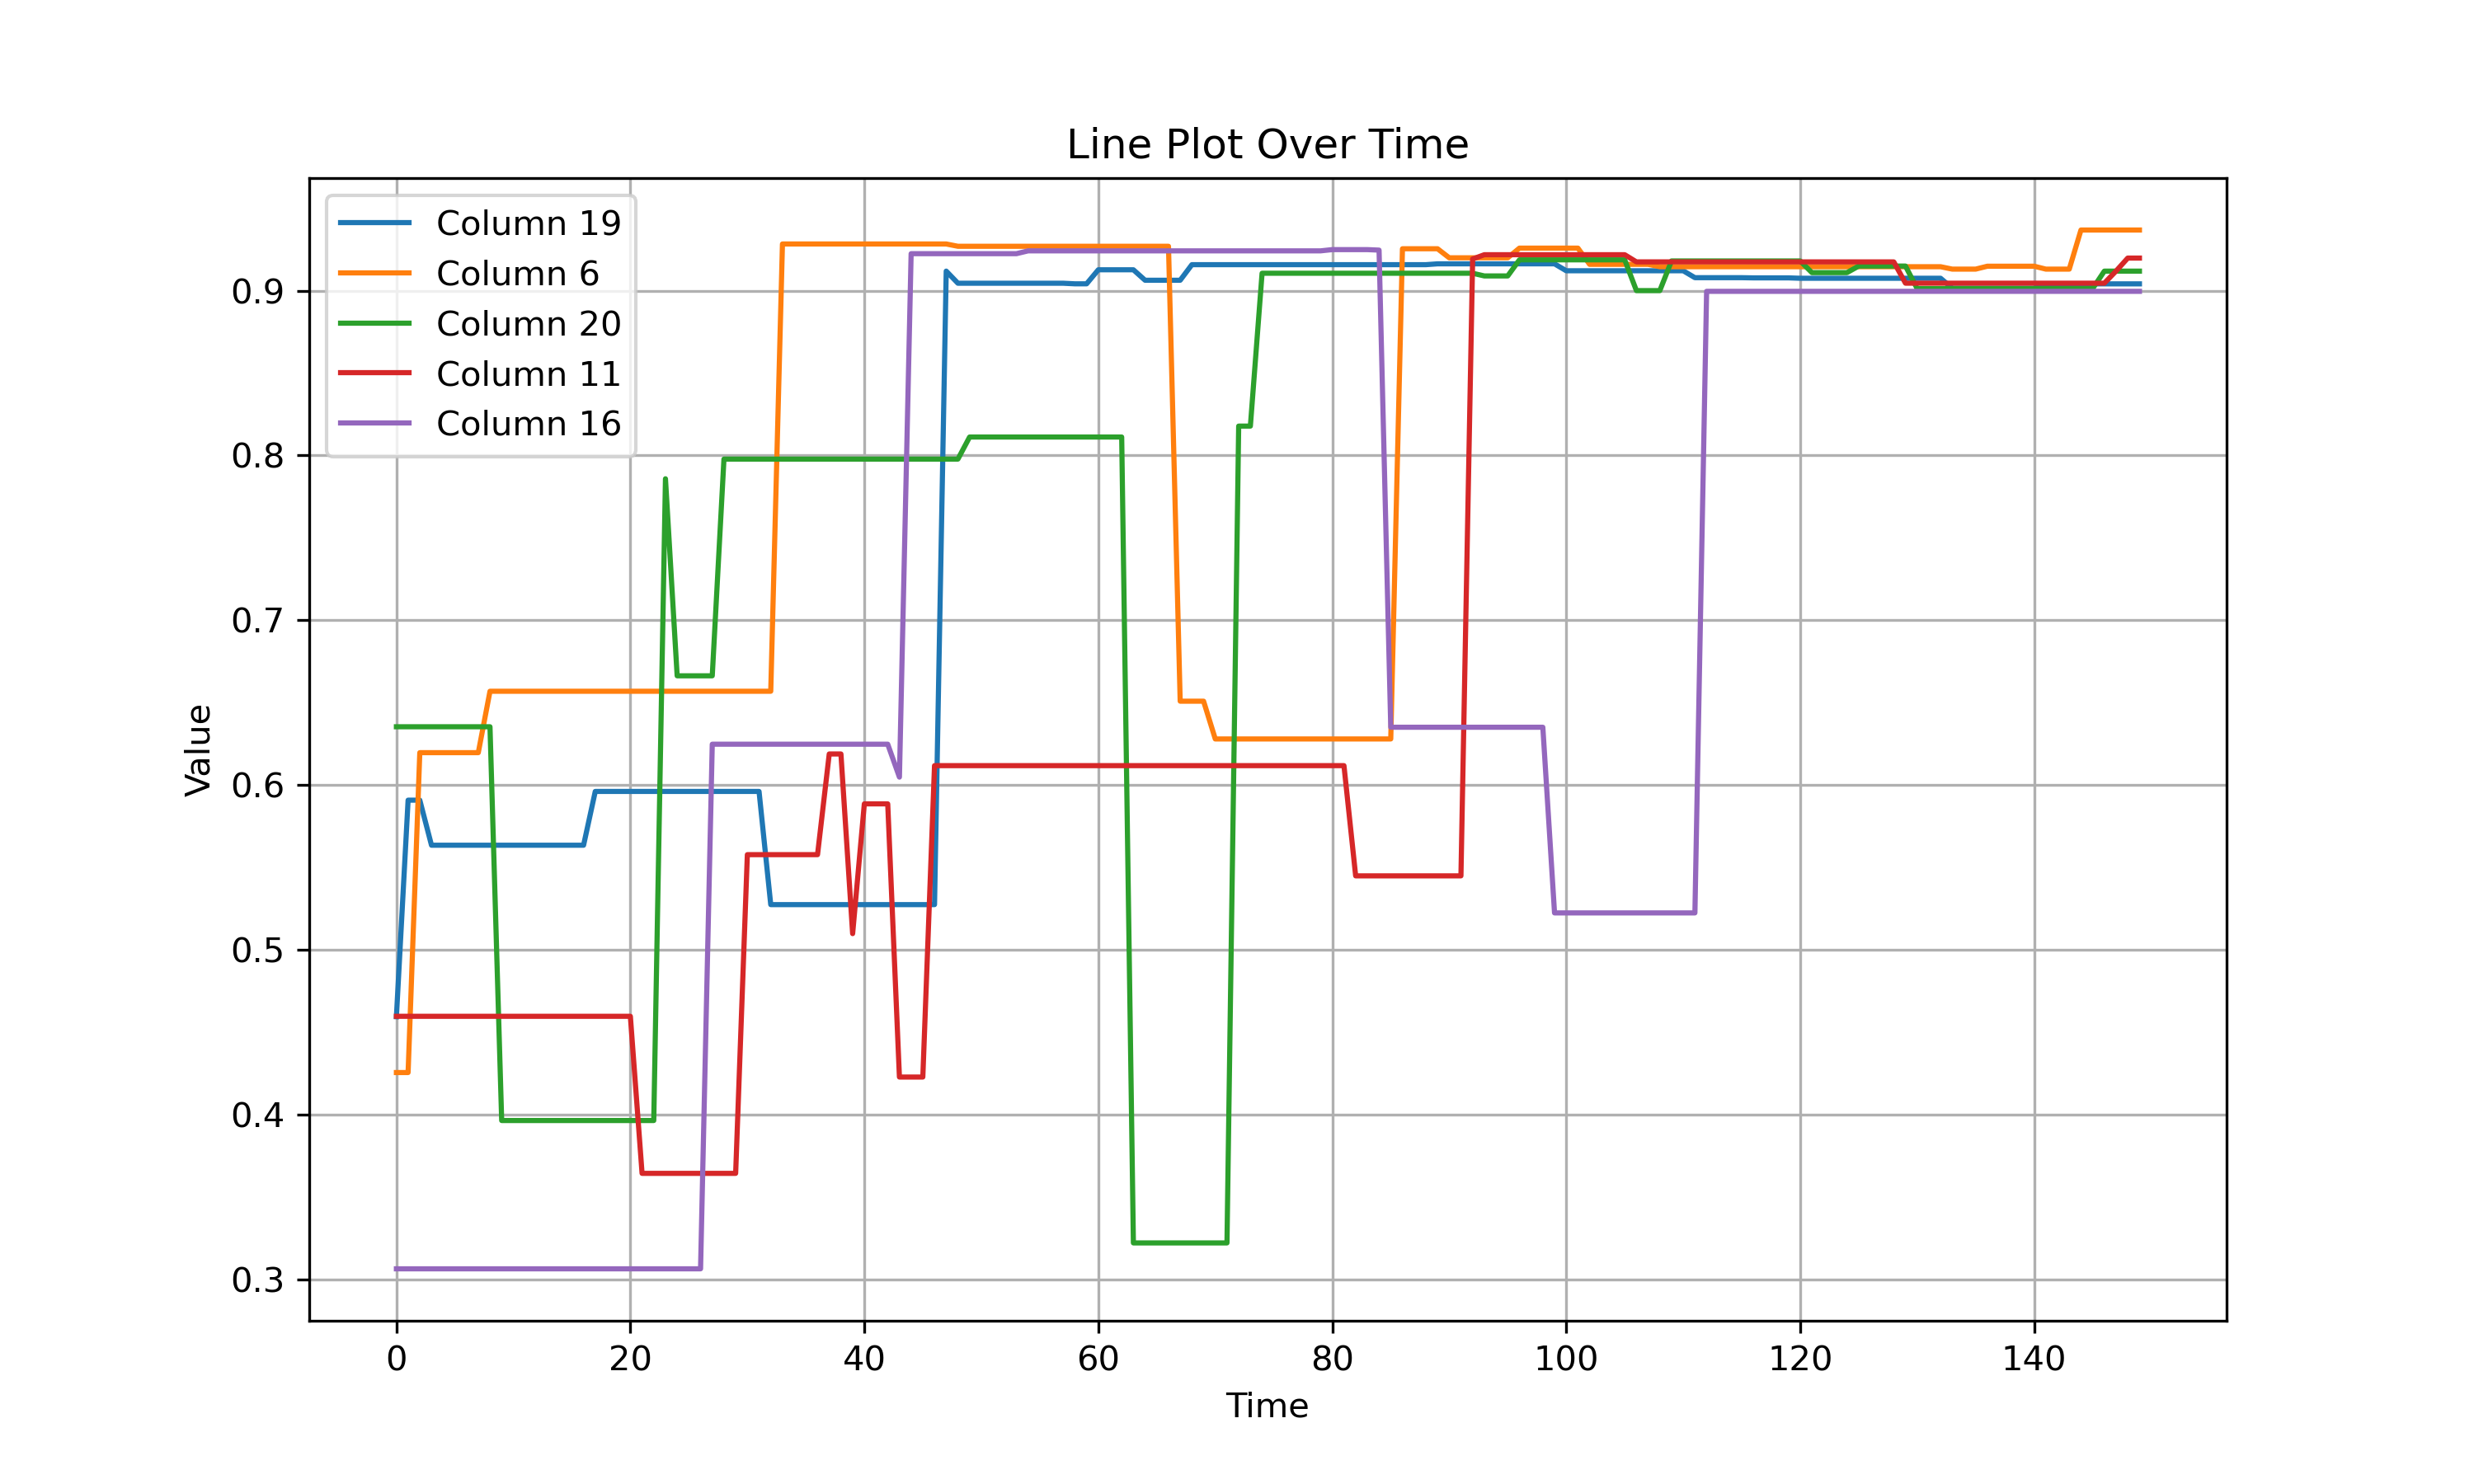 Line Plot Over Time
Column 19
Column 6
Column 20
Column 11
Column 16
Value
0.9
0.8
0.7
0.6
0.5
0.4
0.3
0 20 40 60 80 100 120 140
Time